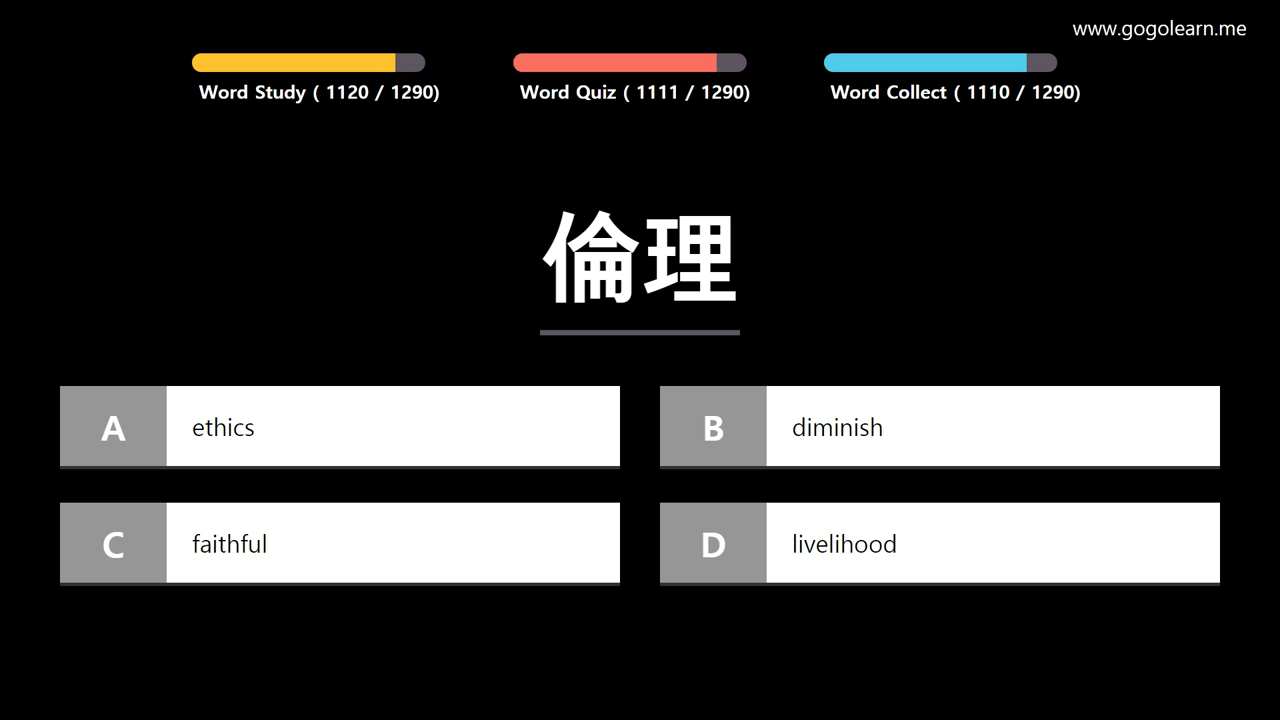 www.gogolearn.me
Word Study ( 1120 / 1290)
Word Quiz ( 1111 / 1290)
Word Collect ( 1110 / 1290)
倫理
A ethics
B diminish
C faithful
D livelihood